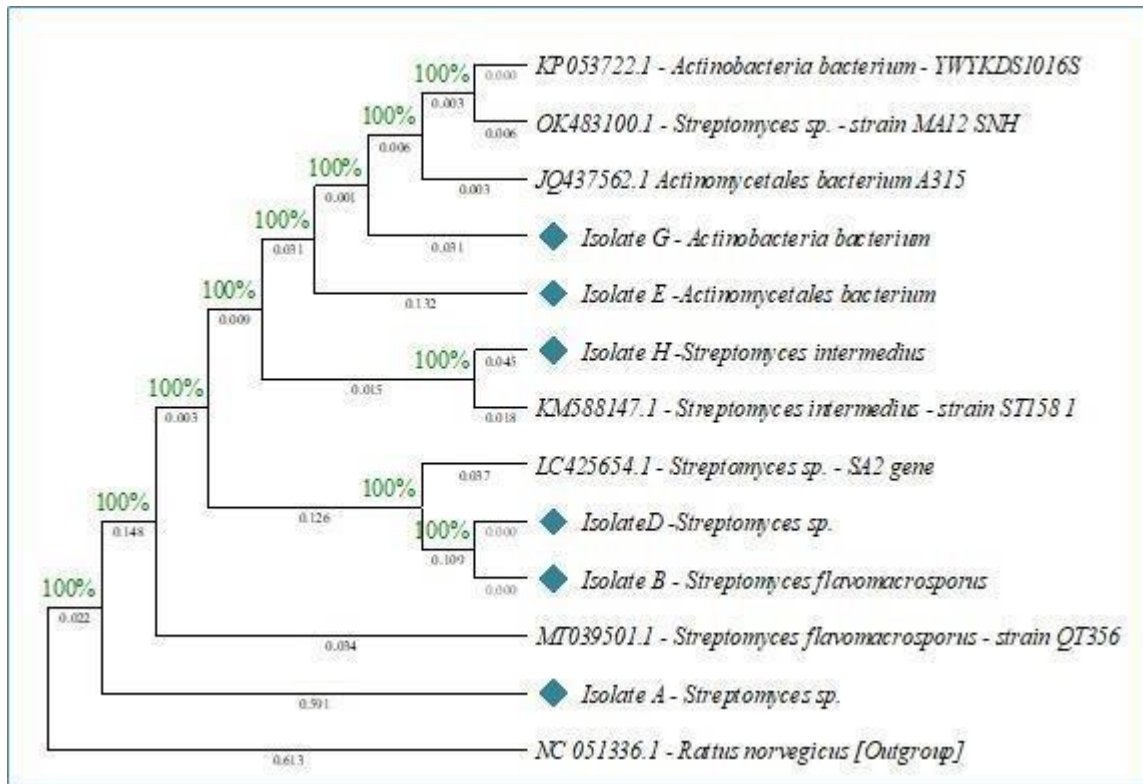 100%
0.000
KP053722.1 - Actinobacteria bacterium - YWYKDS1016S
0.003
100%
0.006
OK483100.1 - Streptomyces sp. - strain MA12 SNH
0.006
100%
0.003
JQ437562.1 Actinomycetales bacterium A315
0.001
100%
0.031
Isolate G - Actinobacteria bacterium
0.031
100%
0.132
Isolate E -Actinomycetales bacterium
0.009
100%
100%
0.045
Isolate H -Streptomyces intermedius
0.015
0.018
KM588147.1 - Streptomyces intermedius - strain ST158 1
0.003
100%
0.037
LC425654.1 - Streptomyces sp. - SA2 gene
100%
0.126
100%
0.000
IsolateD -Streptomyces sp.
0.148
100%
0.109
0.000
Isolate B - Streptomyces flavomacrosporus
100%
0.022
0.034
MT039501.1 - Streptomyces flavomacrosporus - strain QT356
0.591
Isolate A - Streptomyces sp.
0.613
NC 051336.1 - Rattus norvegicus [Outgroup]